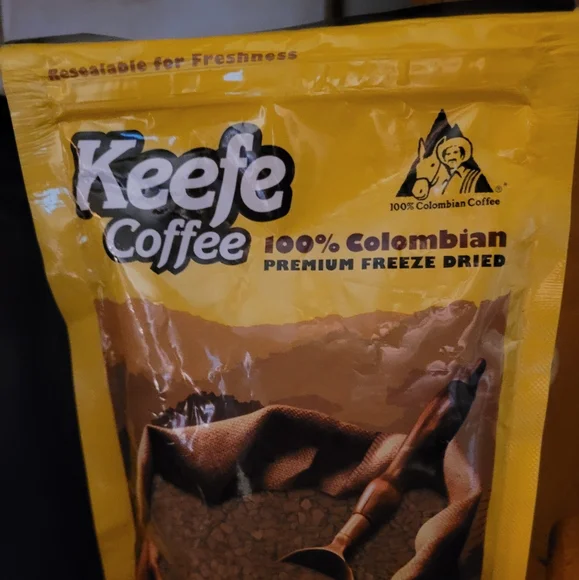 Resealable for Freshness
Keefe
Coffee
100% Colombian Coffee
®*
100% Colombian
PREMIUM FREEZE DRIED